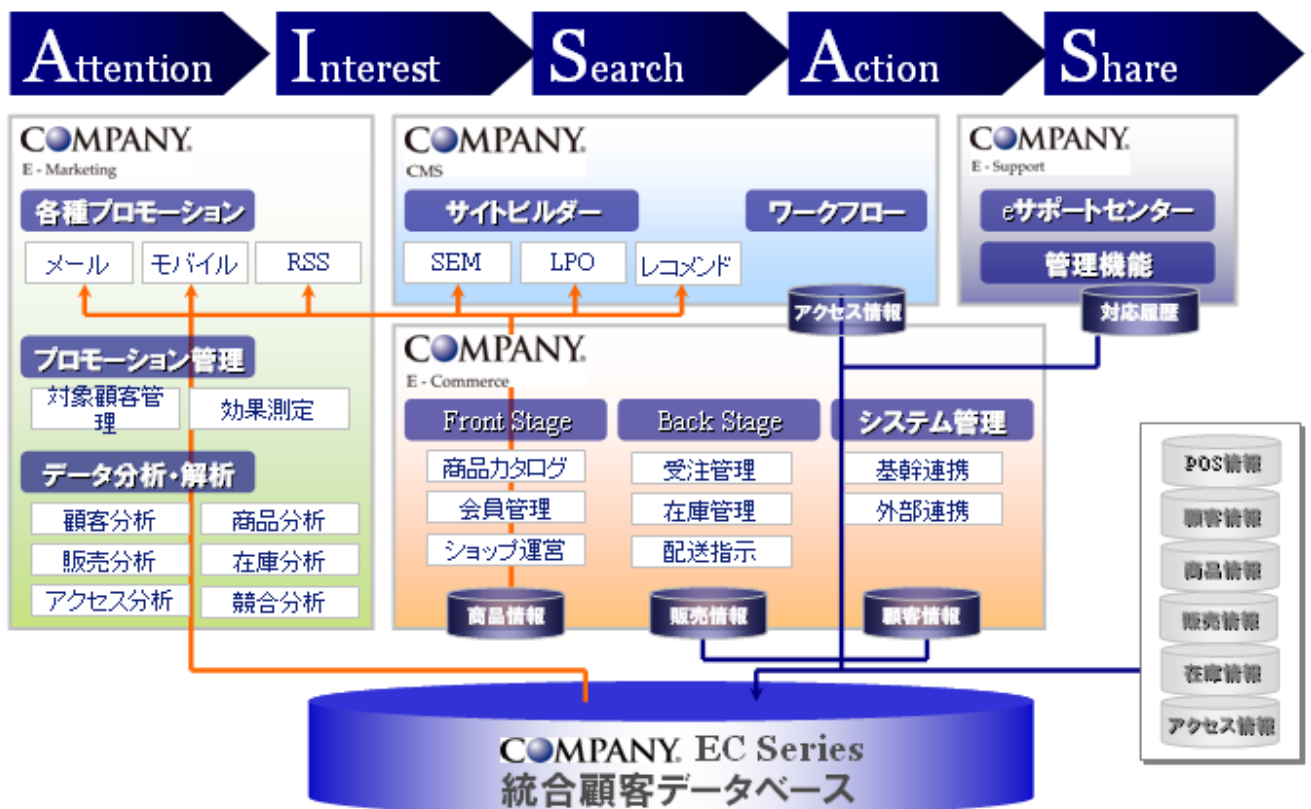 Attention
Interest
Search
Action
Share
COMPANY.
E - Marketing
各種プロモーション
メール
モバイル
RSS
プロモーション管理
対象顧客管
理
効果測定
データ分析・解析
顧客分析
商品分析
販売分析
在庫分析
アクセス分析
競合分析
COMPANY.
CMS
サイトビルダー
ワークフロー
SEM
LPO
レコメンド
アクセス情報
COMPANY.
E - Support
eサポートセンター
管理機能
対応履歴
COMPANY.
E - Commerce
Front Stage
Back Stage
システム管理
商品カタログ
受注管理
基幹連携
会員管理
在庫管理
外部連携
ショップ運営
配送指示
商品情報
販売情報
顧客情報
POS情報
顧客情報
商品情報
販売情報
在庫情報
アクセス情報
COMPANY. EC Series
統合顧客データベース